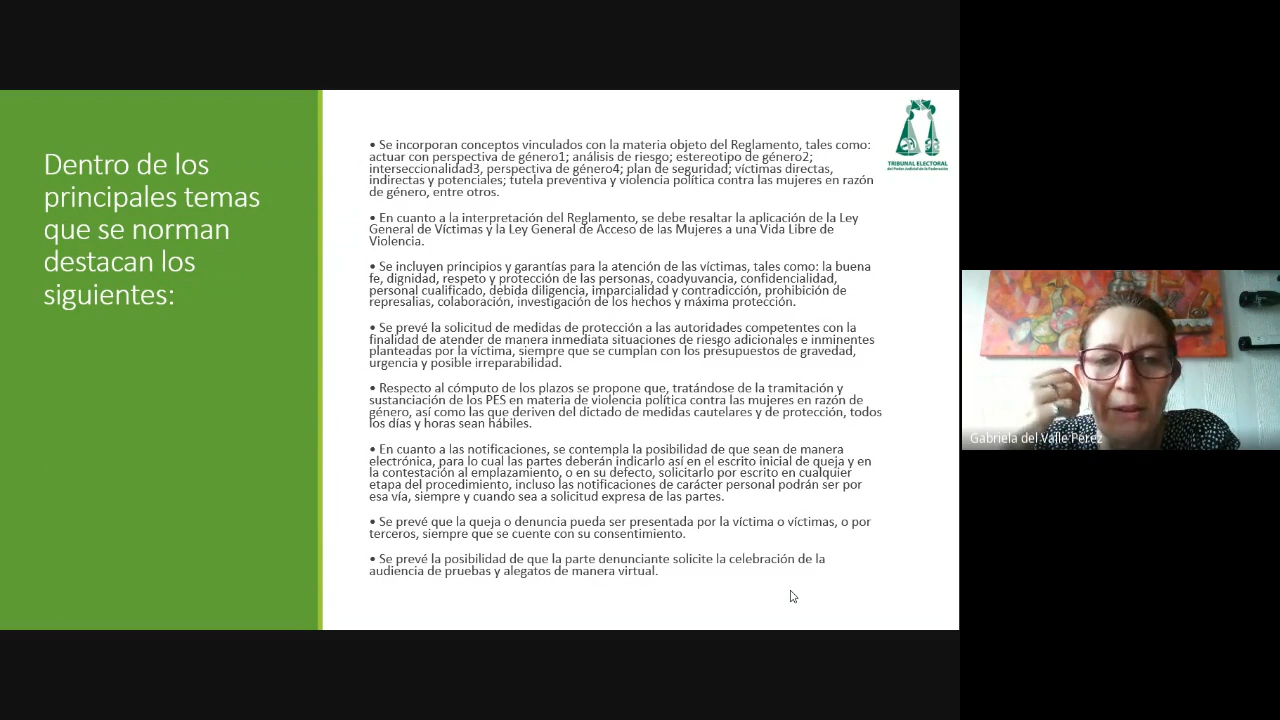 Dentro de los
principales temas
que se norman
destacan los
siguientes:
• Se incorporan conceptos vinculados con la materia objeto del Reglamento, tales como:
actuar con perspectiva de género1; análisis de riesgo; estereotipo de género2;
interseccionalidad3, perspectiva de género4; plan de seguridad; víctimas directas,
indirectas y potenciales; tutela preventiva y violencia política contra las mujeres en razón
de género, entre otros.
• En cuanto a la interpretación del Reglamento, se debe resaltar la aplicación de la Ley
General de Víctimas y la Ley General de Acceso de las Mujeres a una Vida Libre de
Violencia.
• Se incluyen principios y garantías para la atención de las víctimas, tales como: la buena
fe, dignidad, respeto y protección de las personas, coadyuvancia, confidencialidad,
personal cualificado, debida diligencia, imparcialidad y contradicción, prohibición de
represalias, colaboración, investigación de los hechos y máxima protección.
• Se prevé la solicitud de medidas de protección a las autoridades competentes con la
finalidad de atender de manera inmediata situaciones de riesgo adicionales e inminentes
planteadas por la víctima, siempre que se cumplan con los presupuestos de gravedad,
urgencia y posible irreparabilidad.
• Respecto al cómputo de los plazos se propone que, tratándose de la tramitación y
sustanciación de los PES en materia de violencia política contra las mujeres en razón de
género, así como las que deriven del dictado de medidas cautelares y de protección, todos
los días y horas sean hábiles.
• En cuanto a las notificaciones, se contempla la posibilidad de que sean de manera
electrónica, para lo cual las partes deberán indicarlo así en el escrito inicial de queja y en
la contestación al emplazamiento, o en su defecto, solicitarlo por escrito en cualquier
etapa del procedimiento, incluso las notificaciones de carácter personal podrán ser por
esa vía, siempre y cuando sea a solicitud expresa de las partes.
• Se prevé que la queja o denuncia pueda ser presentada por la víctima o víctimas, o por
terceros, siempre que se cuente con su consentimiento.
• Se prevé la posibilidad de que la parte denunciante solicite la celebración de la
audiencia de pruebas y alegatos de manera virtual.
TRIBUNAL ELECTORAL
del Poder Judicial de la Federación
Gabriela del Valle Pérez